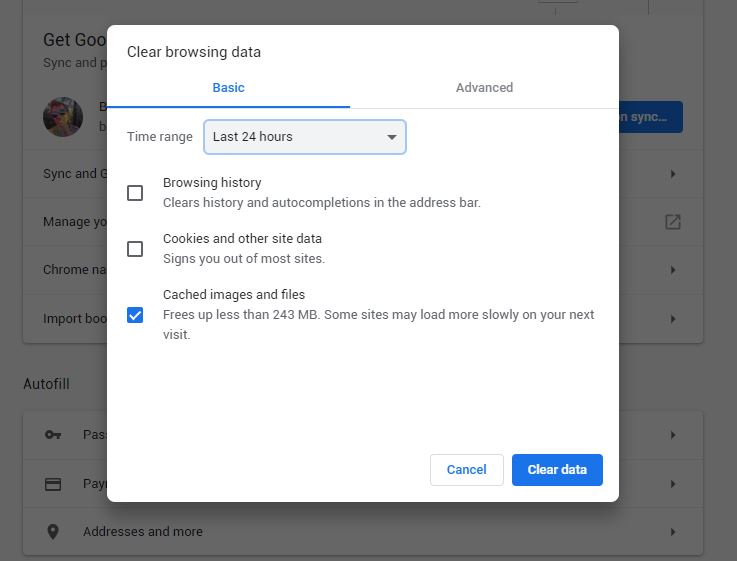 Get Goo
Sync and p
Clear browsing data
Basic
Advanced
Time range
Last 24 hours
n sync...
Browsing history
Clears history and autocompletions in the address bar.
Sync and G
Manage yo
Cookies and other site data
Signs you out of most sites.
Chrome na
Cached images and files
Frees up less than 243 MB. Some sites may load more slowly on your next
visit.
Import boo
Autofill
Pas
Cancel
Clear data
Pay
Addresses and more